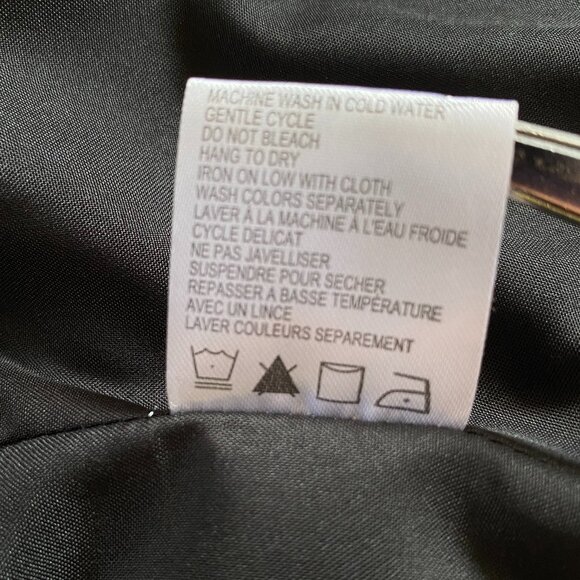 MACHINE WASH IN COLD WATER
GENTLE CYCLE
DO NOT BLEACH
HANG TO DRY
IRON ON LOW WITH CLOTH
WASH COLORS SEPARATELY
LAVER À LA MACHINE À L'EAU FROIDE
CYCLE DELICAT
NE PAS JAVELLISER
SUSPENDRE POUR SECHER
REPASSER A BASSE TEMPÉRATURE
AVEC UN LINCE
LAVER COULEURS SEPAREMENT